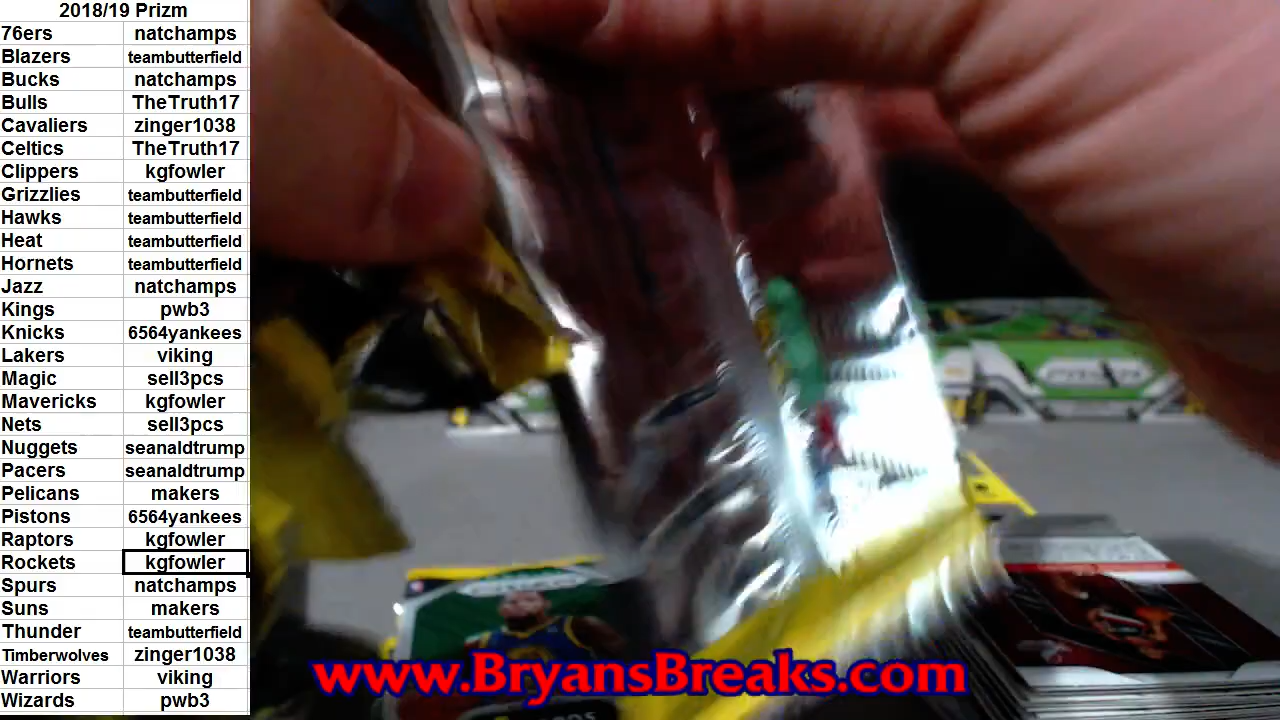 2018/19 Prizm
76ers natchamps
Blazers teambutterfield
Bucks natchamps
Bulls TheTruth17
Cavaliers zinger1038
Celtics TheTruth17
Clippers kgfowler
Grizzlies teambutterfield
Hawks teambutterfield
Heat teambutterfield
Hornets teambutterfield
Jazz natchamps
Kings pwb3
Knicks 6564yankees
Lakers viking
Magic sell3pcs
Mavericks kgfowler
Nets sell3pcs
Nuggets seanaldtrump
Pacers seanaldtrump
Pelicans makers
Pistons 6564yankees
Raptors kgfowler
Rockets kgfowler
Spurs natchamps
Suns makers
Thunder teambutterfield
Timberwolves zinger1038
Warriors viking
Wizards pwb3
www.BryansBreaks.com